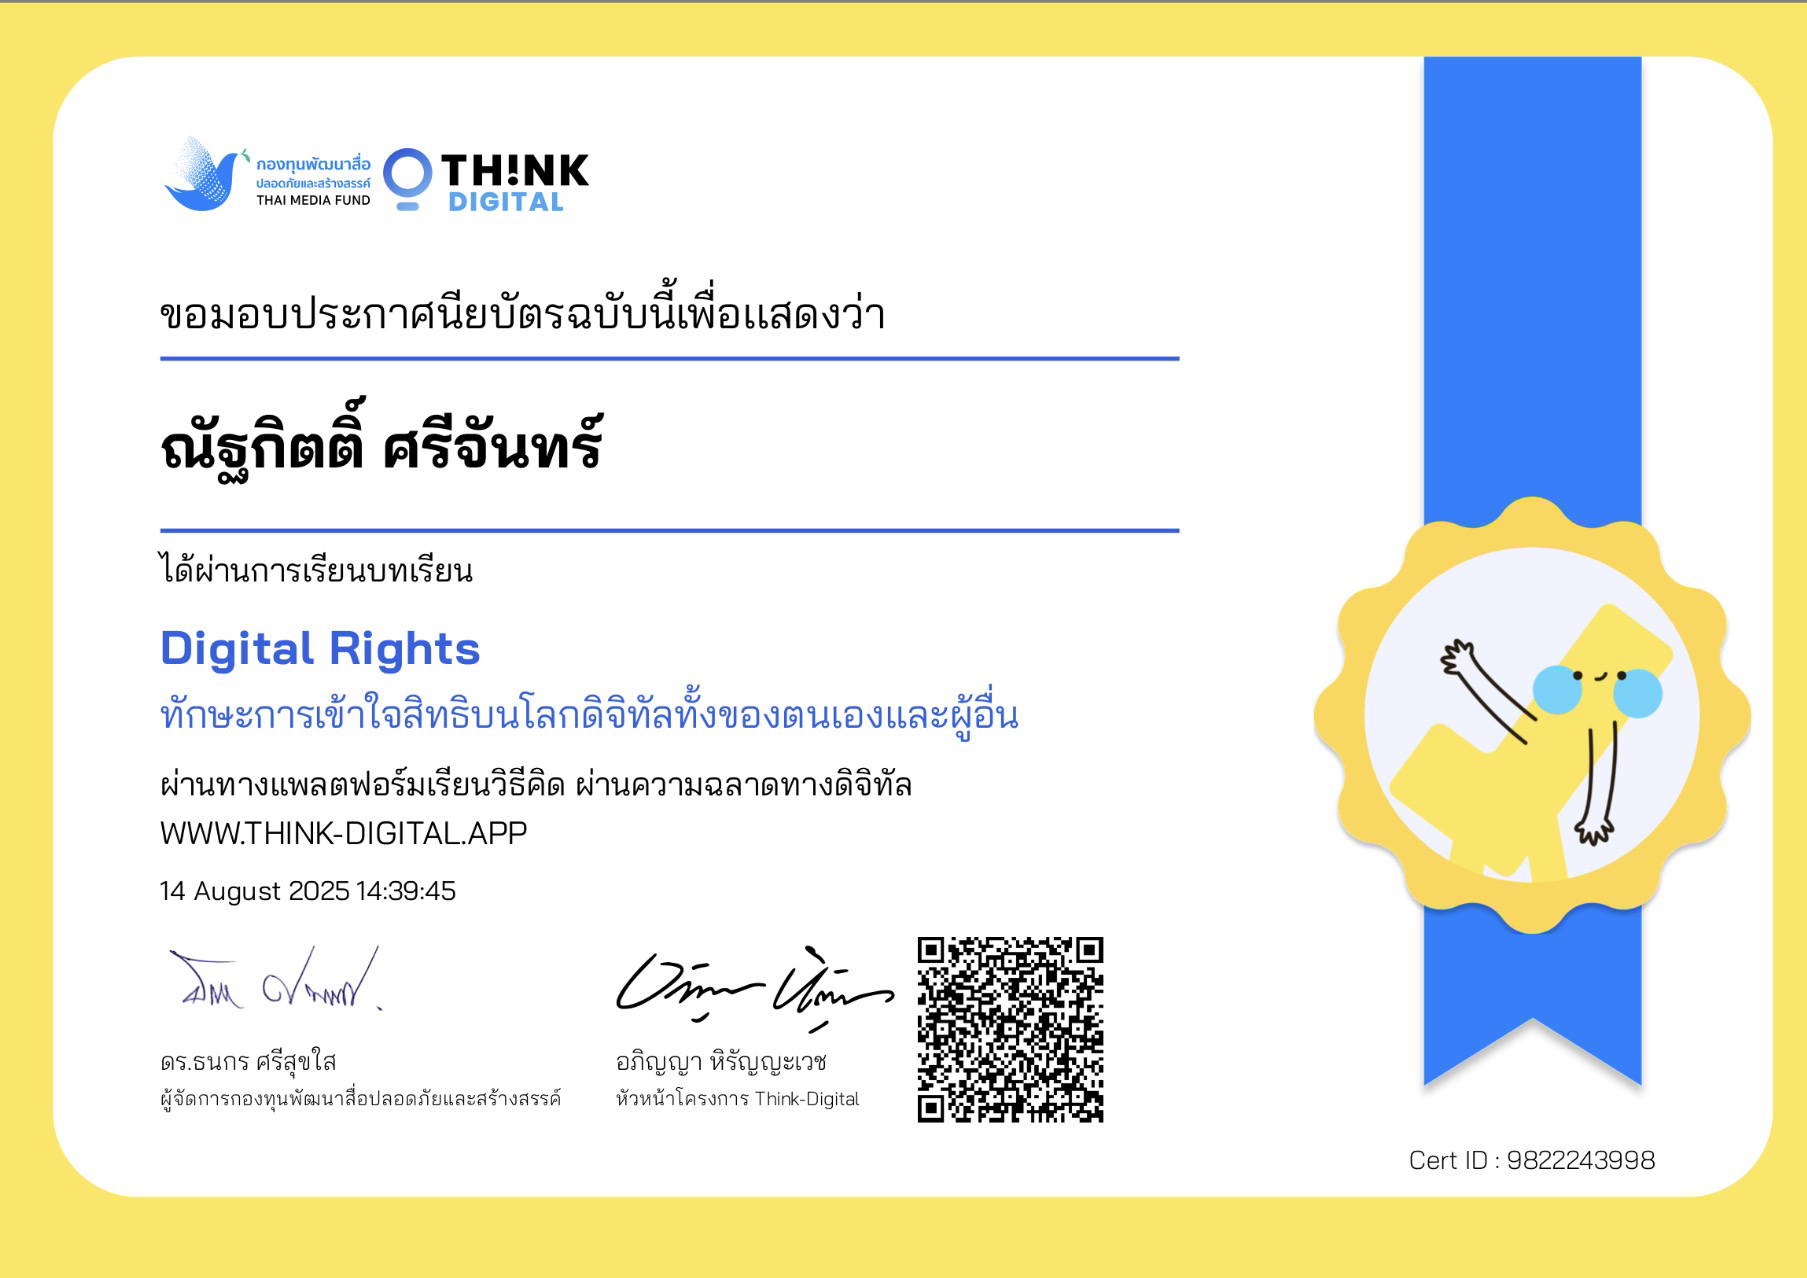 กองทุนพัฒนาสื่อ
ปลอดภัยและสร้างสรรค์
THAI MEDIA FUND
TH!NK
DIGITAL
ขอมอบประกาศนียบัตรฉบับนี้เพื่อแสดงว่า
ณัฐกิตติ์ ศรีจันทร์
ได้ผ่านการเรียนบทเรียน
Digital Rights
ทักษะการเข้าใจสิทธิบนโลกดิจิทัลทั้งของตนเองและผู้อื่น
ผ่านทางแพลตฟอร์มเรียนวิธีคิด ผ่านความฉลาดทางดิจิทัล
WWW.THINK-DIGITAL.APP
14 August 2025 14:39:45
ดร.ธนกร ศรีสุขใส
ผู้จัดการกองทุนพัฒนาสื่อปลอดภัยและสร้างสรรค์
อภิญญา หิรัญญะเวช
หัวหน้าโครงการ Think-Digital
Cert ID : 9822243998